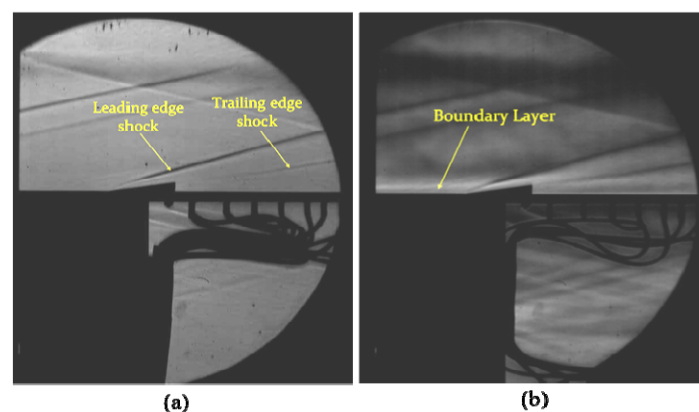 Leading edge
shock
Trailing edge
shock
Boundary Layer
(a)
(b)